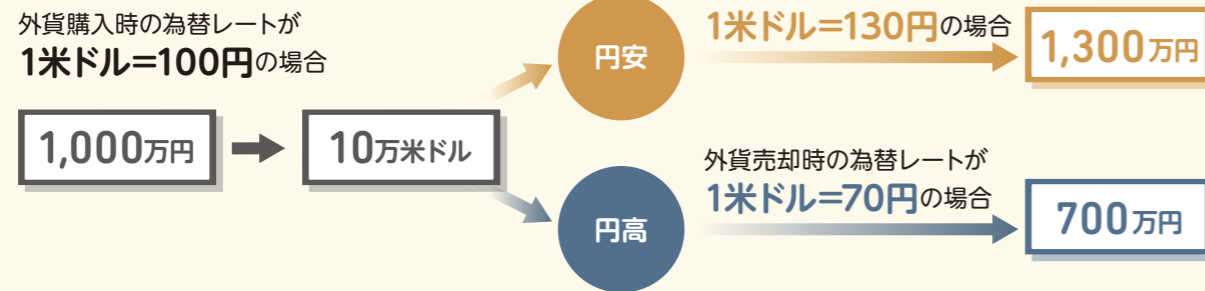 外貨購入時の為替レートが
1米ドル=100円の場合
1,000万円
10万米ドル
円安
1米ドル=130円の場合
1,300万円
円高
外貨売却時の為替レートが
1米ドル=70円の場合
700万円